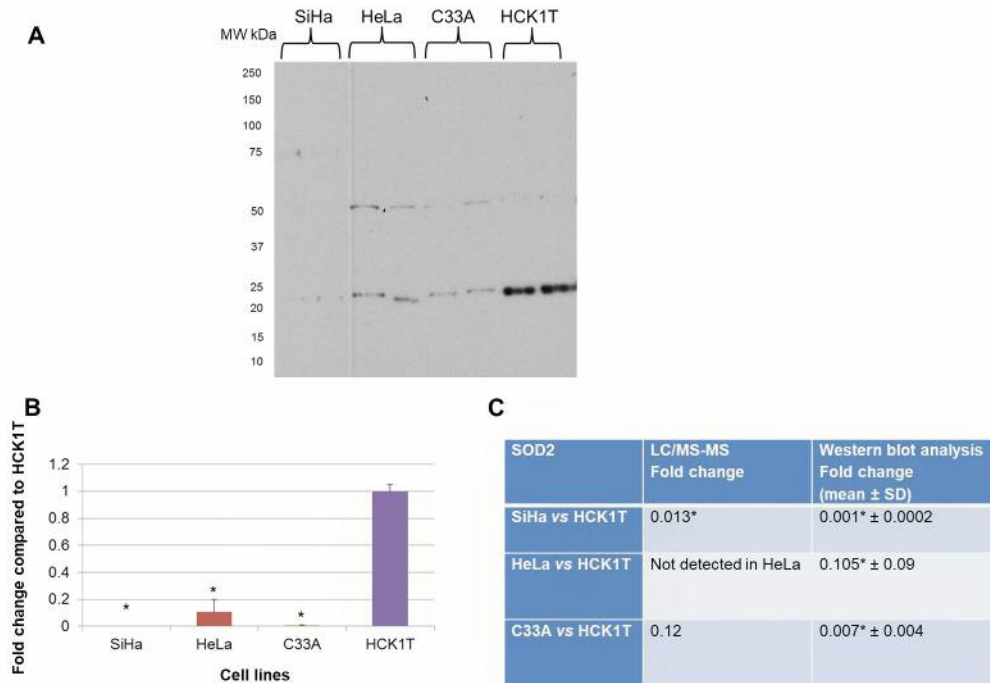 A
MW kDa
SiHa HeLa C33A HCK1T
250
150
100
75
50
37
25
20
15
10
B
Fold change compared to HCK1T
1.2
1
0.8
0.6
0.4
0.2
0
* * *
SiHa HeLa C33A HCK1T
Cell lines
C
SOD2
LC/MS-MS
Fold change
Western blot analysis
Fold change
(mean ± SD)
SiHa vs HCK1T
0.013*
0.001* ± 0.0002
HeLa vs HCK1T
Not detected in HeLa
0.105* ± 0.09
C33A vs HCK1T
0.12
0.007* ± 0.004